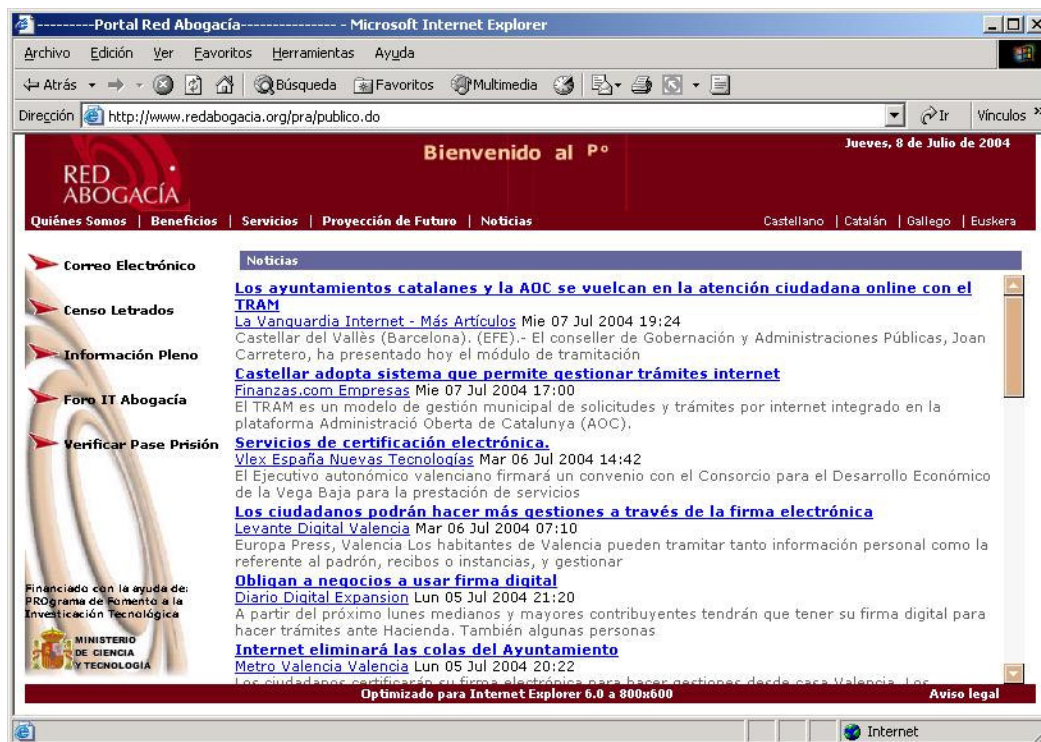 ---------Portal Red Abogacía--------------- - Microsoft Internet Explorer
Archivo Edición Ver Favoritos Herramientas Ayuda
Atrás Búsqueda Favoritos Multimedia
Dirección http://www.redabogacia.org/pra/publico.do Ir Vínculos »
Bienvenido al Pº
Jueves, 8 de Julio de 2004
RED
ABOGACÍA
Quiénes Somos | Beneficios | Servicios | Proyección de Futuro | Noticias
Castellano | Catalán | Gallego | Euskera
Correo Electrónico
Censo Letrados
Información Pleno
Foro IT Abogacía
Verificar Pase Prisión
Financiado con la ayuda de:
PROgrama de Fomento a la
Investicación Tecnológica
MINISTERIO
DE CIENCIA
Y TECNOLOGÍA
Noticias
Los ayuntamientos catalanes y la AOC se vuelcan en la atención ciudadana online con el
TRAM
La Vanguardia Internet - Más Artículos Mie 07 Jul 2004 19:24
Castellar del Vallès (Barcelona). (EFE).- El conseller de Gobernación y Administraciones Públicas, Joan
Carretero, ha presentado hoy el módulo de tramitación
Castellar adopta sistema que permite gestionar trámites internet
Finanzas.com Empresas Mie 07 Jul 2004 17:00
El TRAM es un modelo de gestión municipal de solicitudes y trámites por internet integrado en la
plataforma Administració Oberta de Catalunya (AOC).
Servicios de certificación electrónica.
Vlex España Nuevas Tecnologías Mar 06 Jul 2004 14:42
El Ejecutivo autonómico valenciano firmará un convenio con el Consorcio para el Desarrollo Económico
de la Vega Baja para la prestación de servicios
Los ciudadanos podrán hacer más gestiones a través de la firma electrónica
Levante Digital Valencia Mar 06 Jul 2004 07:10
Europa Press, Valencia Los habitantes de Valencia pueden tramitar tanto información personal como la
referente al padrón, recibos o instancias, y gestionar
Obligan a negocios a usar firma digital
Diario Digital Expansion Lun 05 Jul 2004 21:20
A partir del próximo lunes medianos y mayores contribuyentes tendrán que tener su firma digital para
hacer trámites ante Hacienda. También algunas personas
Internet eliminará las colas del Ayuntamiento
Metro Valencia Valencia Lun 05 Jul 2004 20:22
Los ciudadanos certificarán su firma electrónica para hacer gestiones desde casa Valencia. Los
Optimizado para Internet Explorer 6.0 a 800x600
Aviso legal
Internet